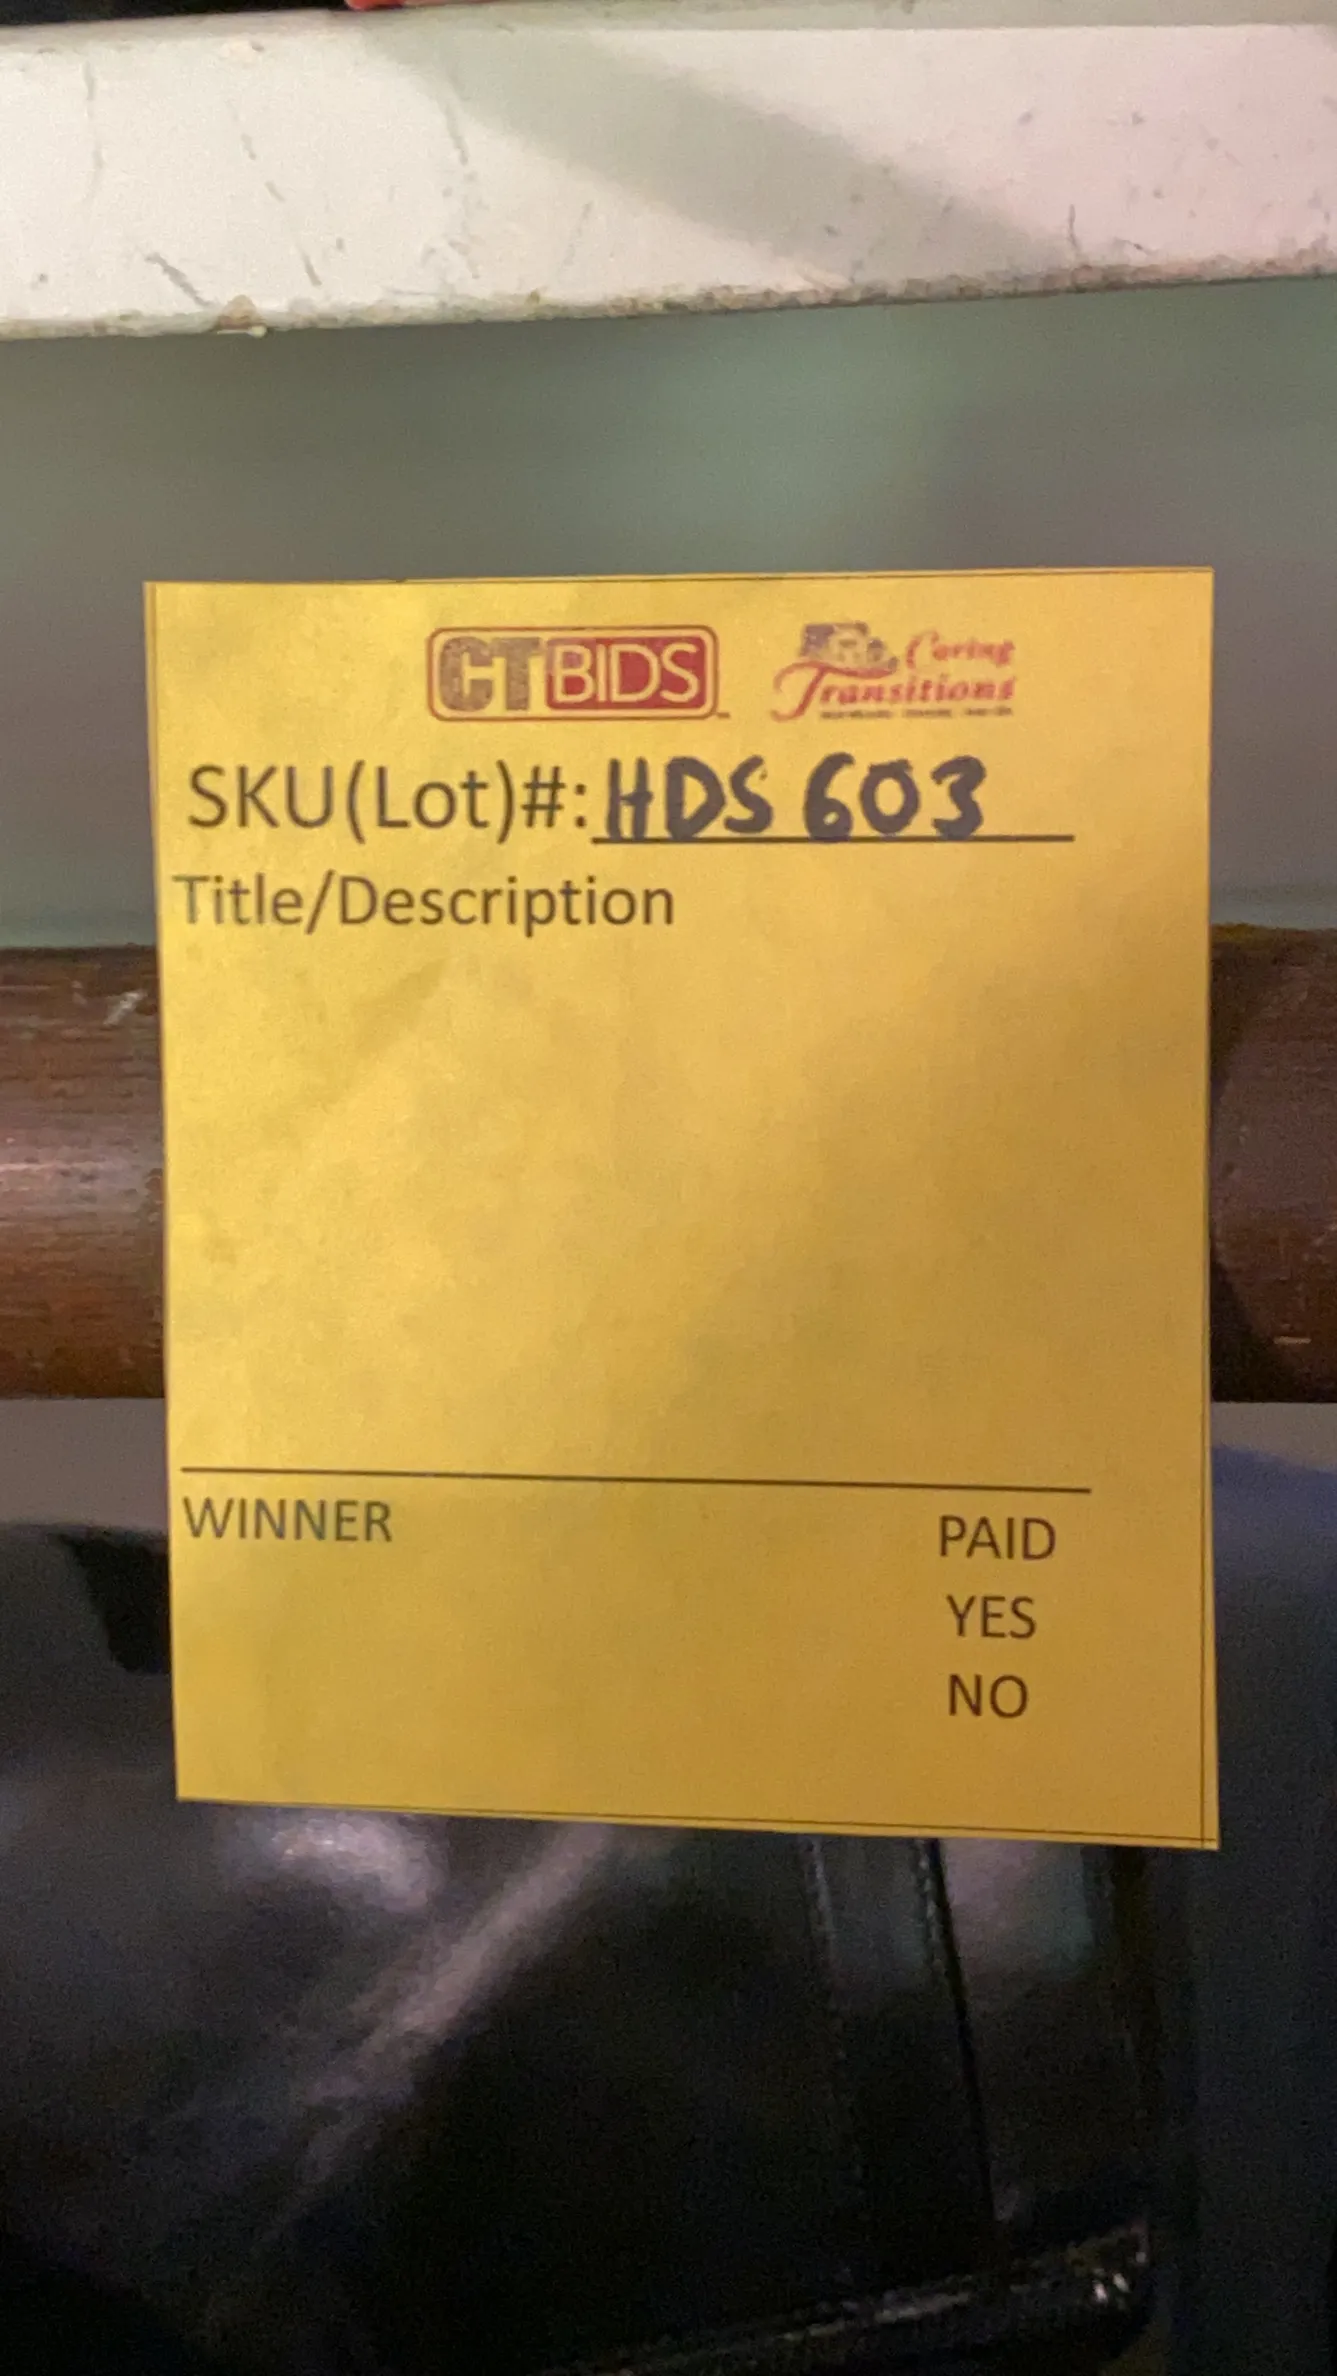 CTBIDS
Caring
Transitions
SKU(Lot)#: HDS 603
Title/Description
WINNER
PAID
YES
NO